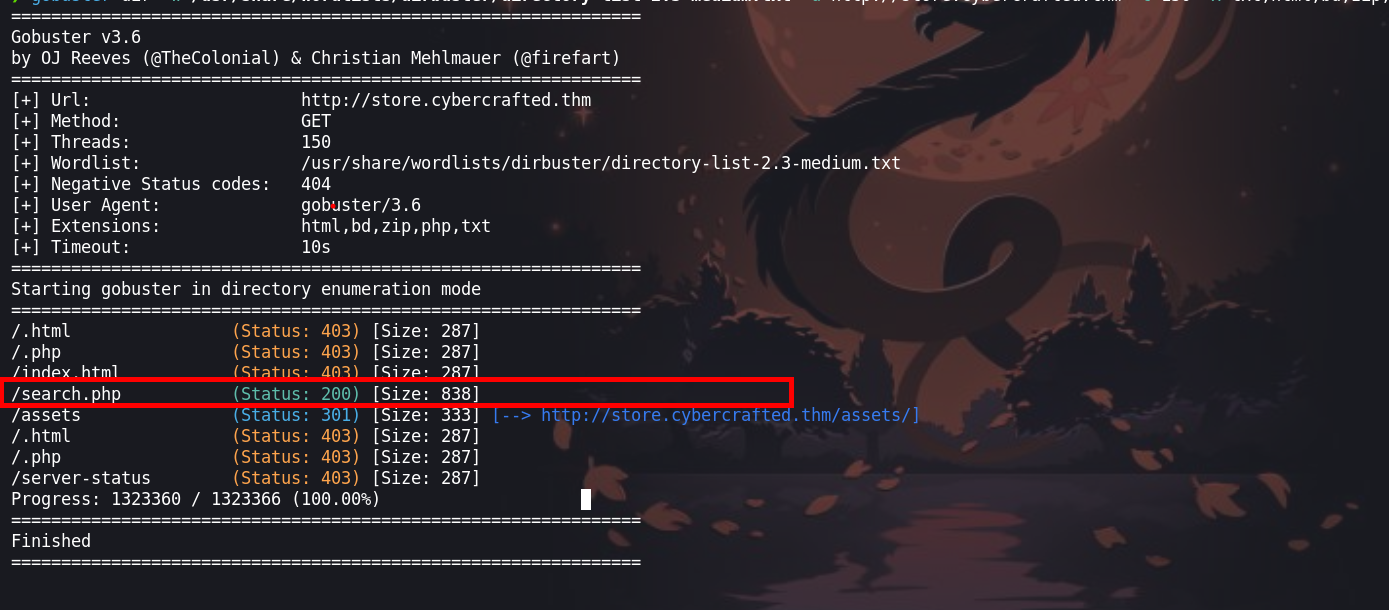 =============================================================
Gobuster v3.6
by OJ Reeves (@TheColonial) & Christian Mehlmauer (@firefart)
=============================================================
[+] Url: http://store.cybercrafted.thm
[+] Method: GET
[+] Threads: 150
[+] Wordlist: /usr/share/wordlists/dirbuster/directory-list-2.3-medium.txt
[+] Negative Status codes: 404
[+] User Agent: gobuster/3.6
[+] Extensions: html,bd,zip,php,txt
[+] Timeout: 10s
=============================================================
Starting gobuster in directory enumeration mode
=============================================================
/.html (Status: 403) [Size: 287]
/.php (Status: 403) [Size: 287]
/index.html (Status: 403) [Size: 287]
/search.php (Status: 200) [Size: 838]
/assets (Status: 301) [Size: 333] [--> http://store.cybercrafted.thm/assets/]
/.html (Status: 403) [Size: 287]
/.php (Status: 403) [Size: 287]
/server-status (Status: 403) [Size: 287]
Progress: 1323360 / 1323366 (100.00%)
=============================================================
Finished
=============================================================